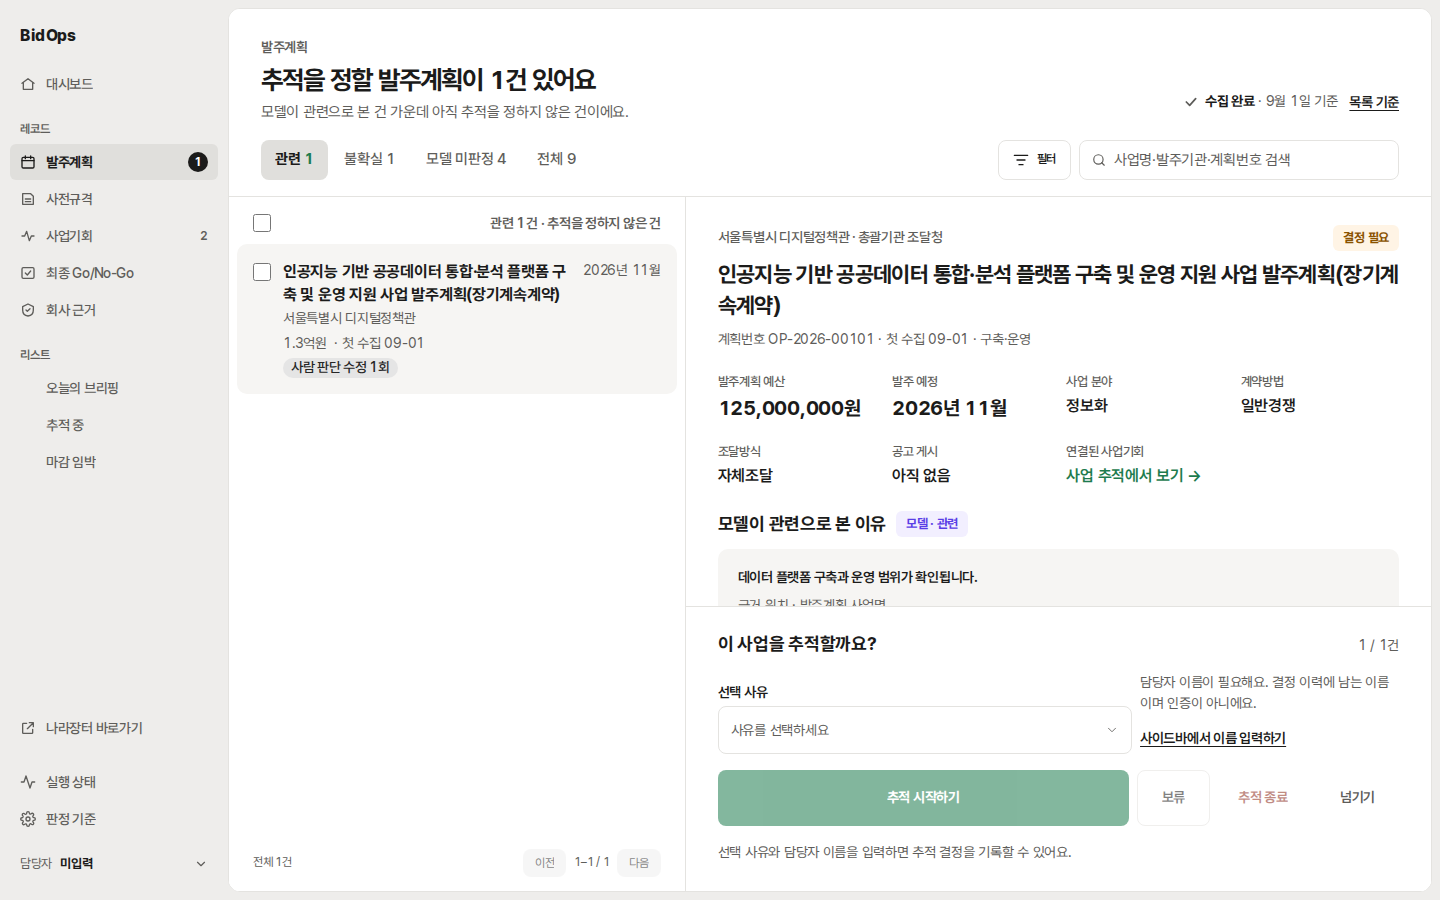 BidOps
대시보드
레코드
발주계획 1
사전규격
사업기회 2
최종 Go/No-Go
회사 근거
리스트
오늘의 브리핑
추적 중
마감 임박
나라장터 바로가기
실행 상태
판정 기준
담당자 미입력
발주계획
추적을 정할 발주계획이 1건 있어요
모델이 관련으로 본 건 가운데 아직 추적을 정하지 않은 건이에요.
수집 완료 · 9월 1일 기준 목록 기준
관련 1 불확실 1 모델 미판정 4 전체 9
필터 사업명·발주기관·계획번호 검색
관련 1건 · 추적을 정하지 않은 건
인공지능 기반 공공데이터 통합·분석 플랫폼 구 2026년 11월
축 및 운영 지원 사업 발주계획(장기계속계약)
서울특별시 디지털정책관
1.3억원 · 첫 수집 09-01
사람 판단 수정 1회
전체 1건 이전 1–1 / 1 다음
서울특별시 디지털정책관 · 총괄기관 조달청 결정 필요
인공지능 기반 공공데이터 통합·분석 플랫폼 구축 및 운영 지원 사업 발주계획(장기계
속계약)
계획번호 OP-2026-00101 · 첫 수집 09-01 · 구축·운영
발주계획 예산 발주 예정 사업 분야 계약방법
125,000,000원 2026년 11월 정보화 일반경쟁
조달방식 공고 게시 연결된 사업기회
자체조달 아직 없음 사업 추적에서 보기 →
모델이 관련으로 본 이유 모델 · 관련
데이터 플랫폼 구축과 운영 범위가 확인됩니다.
근거 위치 · 발주계획 사업명
이 사업을 추적할까요? 1 / 1건
선택 사유
사유를 선택하세요
담당자 이름이 필요해요. 결정 이력에 남는 이름
이며 인증이 아니에요.
사이드바에서 이름 입력하기
추적 시작하기 보류 추적 종료 넘기기
선택 사유와 담당자 이름을 입력하면 추적 결정을 기록할 수 있어요.